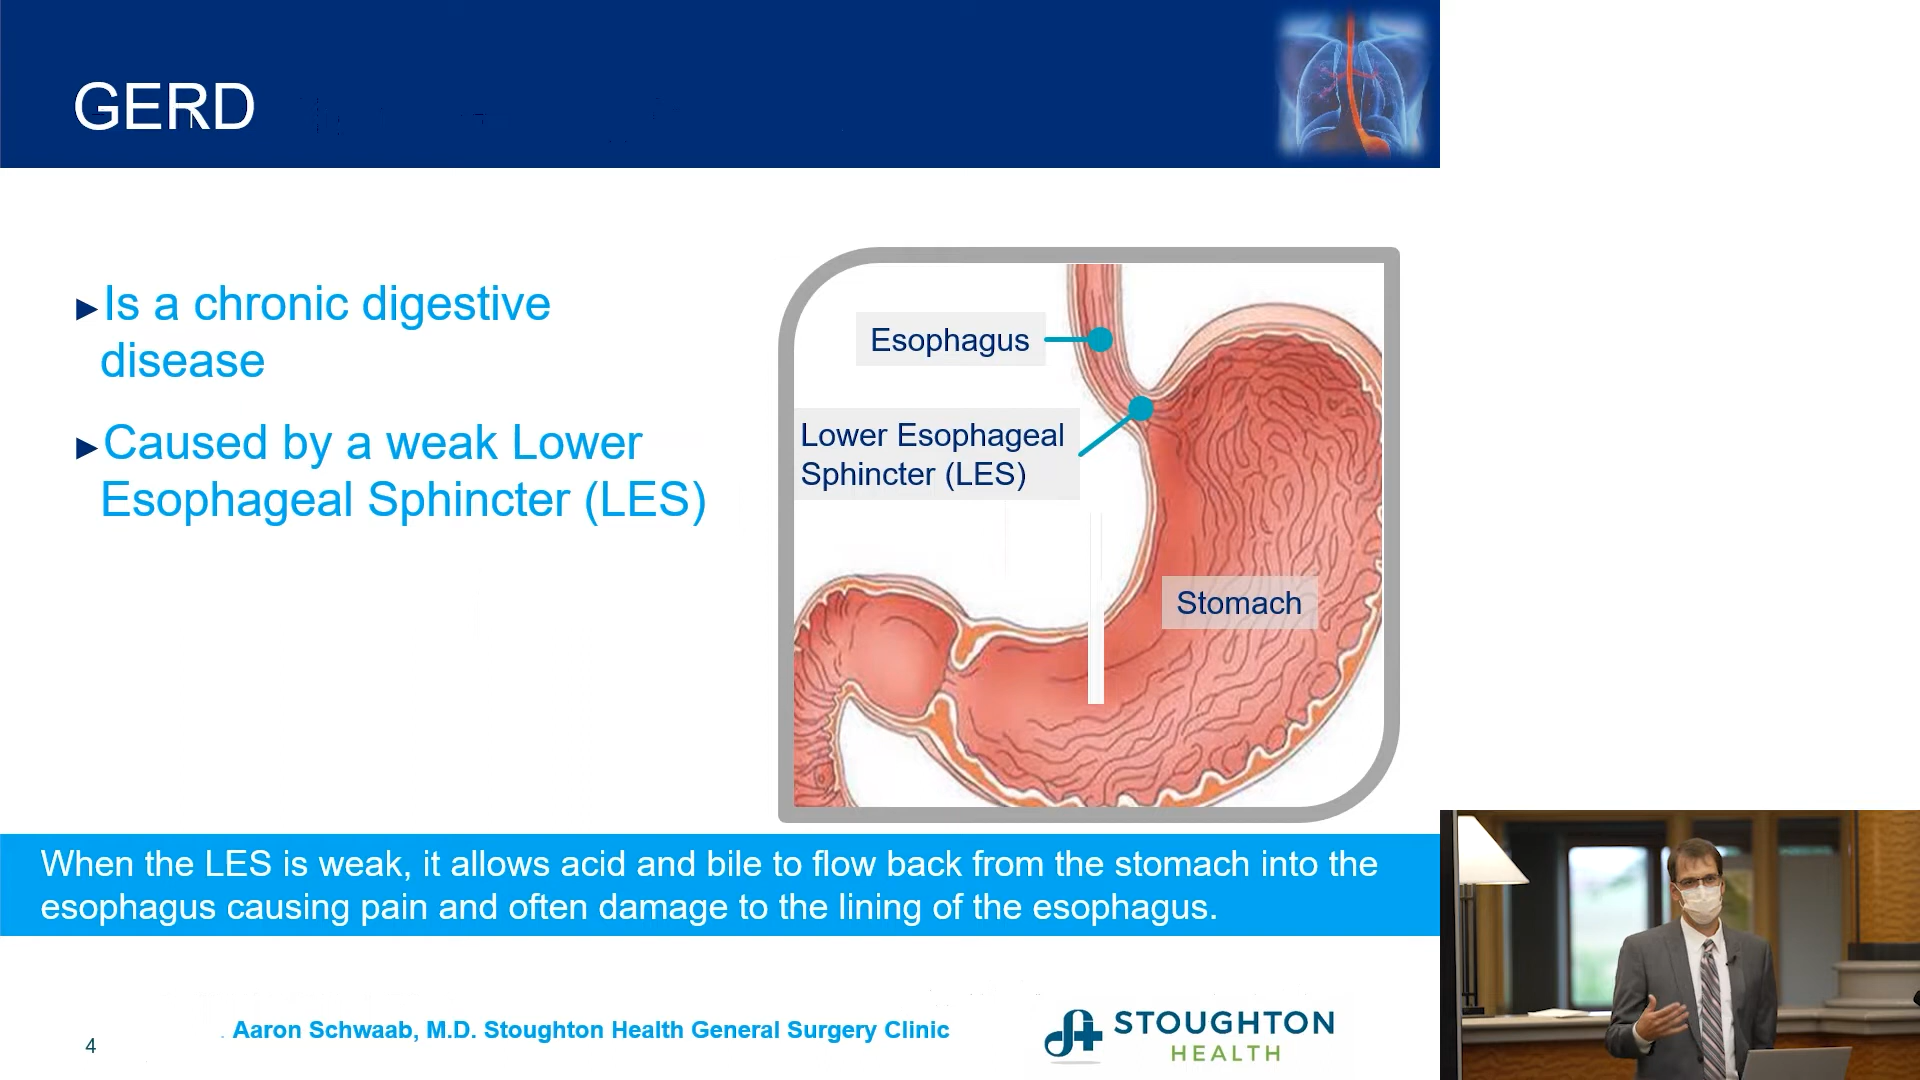 GERD
►Is a chronic digestive
disease
►Caused by a weak Lower
Esophageal Sphincter (LES)
Esophagus
Lower Esophageal
Sphincter (LES)
Stomach
When the LES is weak, it allows acid and bile to flow back from the stomach into the
esophagus causing pain and often damage to the lining of the esophagus.
4
Aaron Schwaab, M.D. Stoughton Health General Surgery Clinic
STOUGHTON
HEALTH